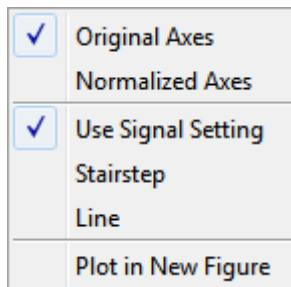 Original Axes
Normalized Axes
Use Signal Setting
Stairstep
Line
Plot in New Figure